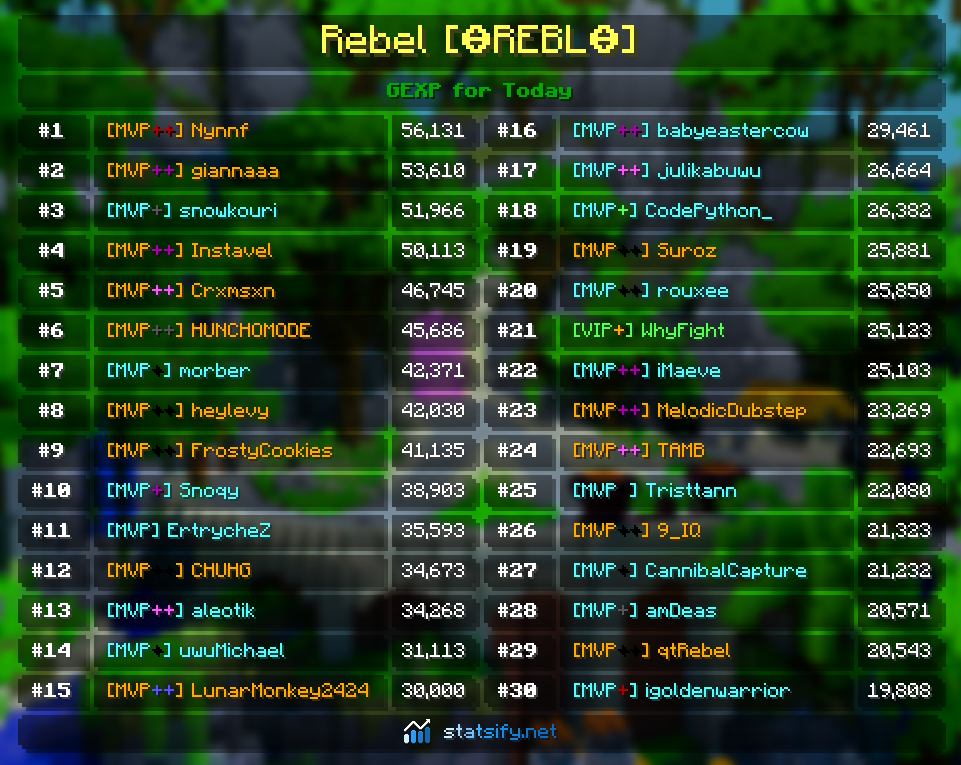 Rebel [✪REBL✪]
GEXP for Today
#1 [MVP++] Nynnf 56,131 #16 [MVP++] babyeastercow 29,461
#2 [MVP++] giannaaa 53,610 #17 [MVP++] julikabuwu 26,664
#3 [MVP+] snowkouri 51,966 #18 [MVP+] CodePython_ 26,382
#4 [MVP++] Instavel 50,113 #19 [MVP++] Suroz 25,881
#5 [MVP++] Crxmsxn 46,745 #20 [MVP++] rouxee 25,850
#6 [MVP++] HUNCHOMODE 45,686 #21 [VIP+] WhyFight 25,123
#7 [MVP+] morber 42,371 #22 [MVP++] iMaeve 25,103
#8 [MVP++] heylevy 42,030 #23 [MVP++] MelodicDubstep 23,269
#9 [MVP++] FrostyCookies 41,135 #24 [MVP++] TAMB 22,693
#10 [MVP+] Snoqy 38,903 #25 [MVP+] Tristtann 22,080
#11 [MVP] ErtrycheZ 35,593 #26 [MVP++] 9_IQ 21,323
#12 [MVP++] CHUHG 34,673 #27 [MVP+] CannibalCapture 21,232
#13 [MVP++] aleotik 34,268 #28 [MVP+] amDeas 20,571
#14 [MVP+] uwuMichael 31,113 #29 [MVP++] qtRebel 20,543
#15 [MVP++] LunarMonkey2424 30,000 #30 [MVP+] igoldenwarrior 19,808
statsify.net